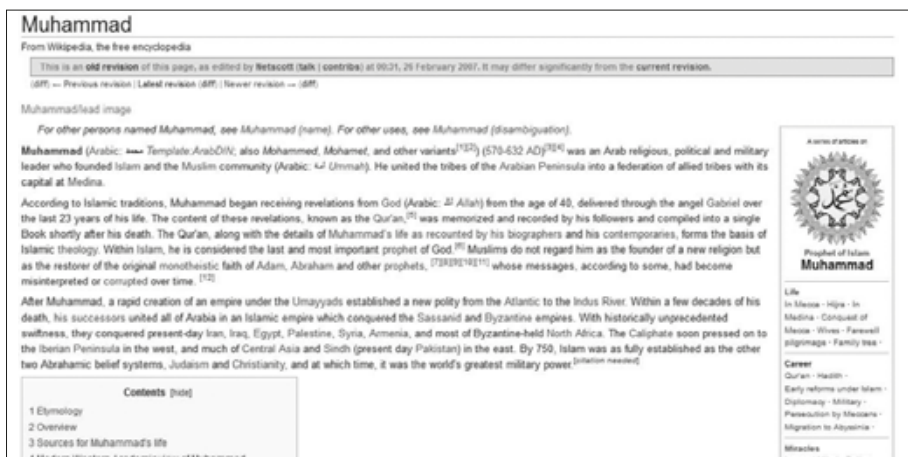 Muhammad
From Wikipedia, the free encyclopedia
This is an old revision of this page, as edited by Netscott (talk | contribs) at 00:31, 26 February 2007. It may differ significantly from the current revision.
(diff) ← Previous revision | Latest revision (diff) | Newer revision → (diff)
Muhammad/lead image
For other persons named Muhammad, see Muhammad (name). For other uses, see Muhammad (disambiguation).
Muhammad (Arabic: محمد Template:ArabDIN; also Mohammed, Mohamet, and other variants[1][2]) (570-632 AD)[3][4] was an Arab religious, political and military
leader who founded Islam and the Muslim community (Arabic: Ummah). He united the tribes of the Arabian Peninsula into a federation of allied tribes with its
capital at Medina.
According to Islamic traditions, Muhammad began receiving revelations from God (Arabic: الله Allah) from the age of 40, delivered through the angel Gabriel over
the last 23 years of his life. The content of these revelations, known as the Qur'an,[5] was memorized and recorded by his followers and compiled into a single
Book shortly after his death. The Qur'an, along with the details of Muhammad's life as recounted by his biographers and his contemporaries, forms the basis of
Islamic theology. Within Islam, he is considered the last and most important prophet of God.[6] Muslims do not regard him as the founder of a new religion but
as the restorer of the original monotheistic faith of Adam, Abraham and other prophets, [7][8][9][10][11] whose messages, according to some, had become
misinterpreted or corrupted over time. [12]
After Muhammad, a rapid creation of an empire under the Umayyads established a new polity from the Atlantic to the Indus River. Within a few decades of his
death, his successors united all of Arabia in an Islamic empire which conquered the Sassanid and Byzantine empires. With historically unprecedented
swiftness, they conquered present-day Iran, Iraq, Egypt, Palestine, Syria, Armenia, and most of Byzantine-held North Africa. The Caliphate soon pressed on to
the Iberian Peninsula in the west, and much of Central Asia and Sindh (present day Pakistan) in the east. By 750, Islam was as fully established as the other
two Abrahamic belief systems, Judaism and Christianity, and at which time, it was the world's greatest military power.[citation needed]
Contents [hide]
1 Etymology
2 Overview
3 Sources for Muhammad's life
4 Modern Western Academic view of Muhammad
A series of articles on
Prophet of Islam
Muhammad
Life
In Mecca · Hijra · In
Medina · Conquest of
Mecca · Wives · Farewell
pilgrimage · Family tree ·
Career
Qur'an · Hadith ·
Early reforms under Islam ·
Diplomacy · Military ·
Persecution by Meccans ·
Migration to Abyssinia ·
Miracles